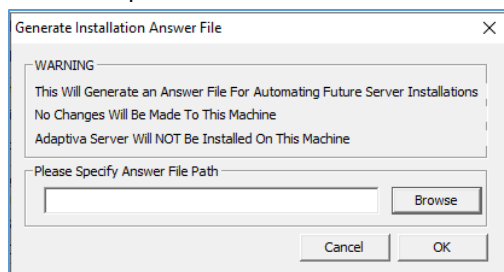 Generate Installation Answer File
WARNING
This Will Generate an Answer File For Automating Future Server Installations
No Changes Will Be Made To This Machine
Adaptiva Server Will NOT Be Installed On This Machine
Please Specify Answer File Path
Browse
Cancel OK